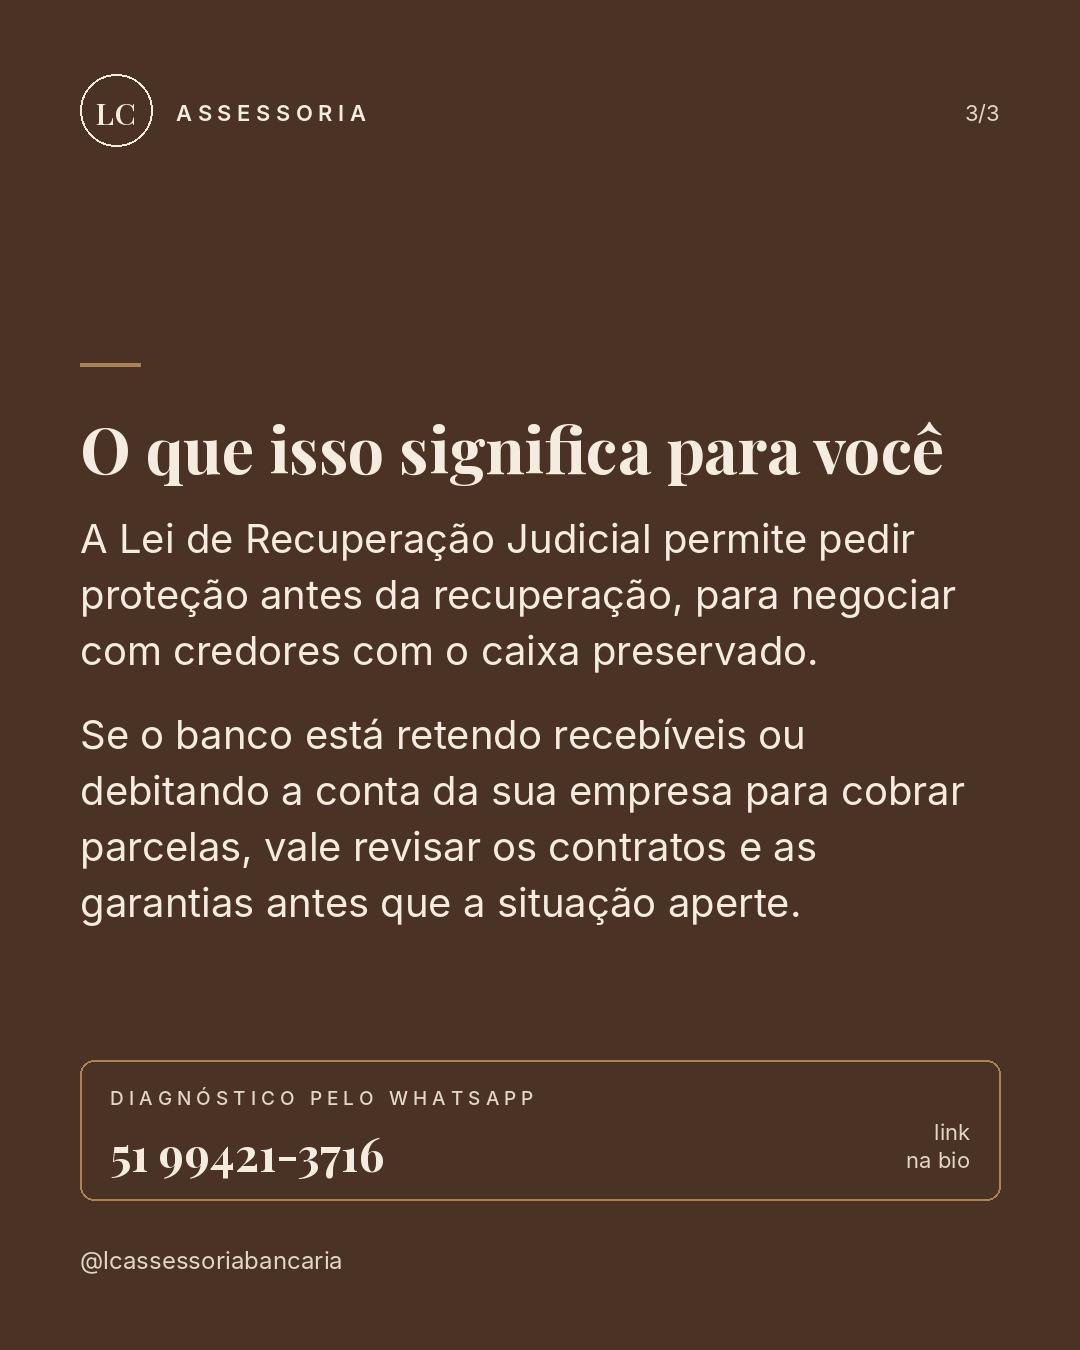 LC ASSESSORIA
3/3
O que isso significa para você
A Lei de Recuperação Judicial permite pedir
proteção antes da recuperação, para negociar
com credores com o caixa preservado.
Se o banco está retendo recebíveis ou
debitando a conta da sua empresa para cobrar
parcelas, vale revisar os contratos e as
garantias antes que a situação aperte.
DIAGNÓSTICO PELO WHATSAPP
51 99421-3716
link
na bio
@lcassessoriabancaria